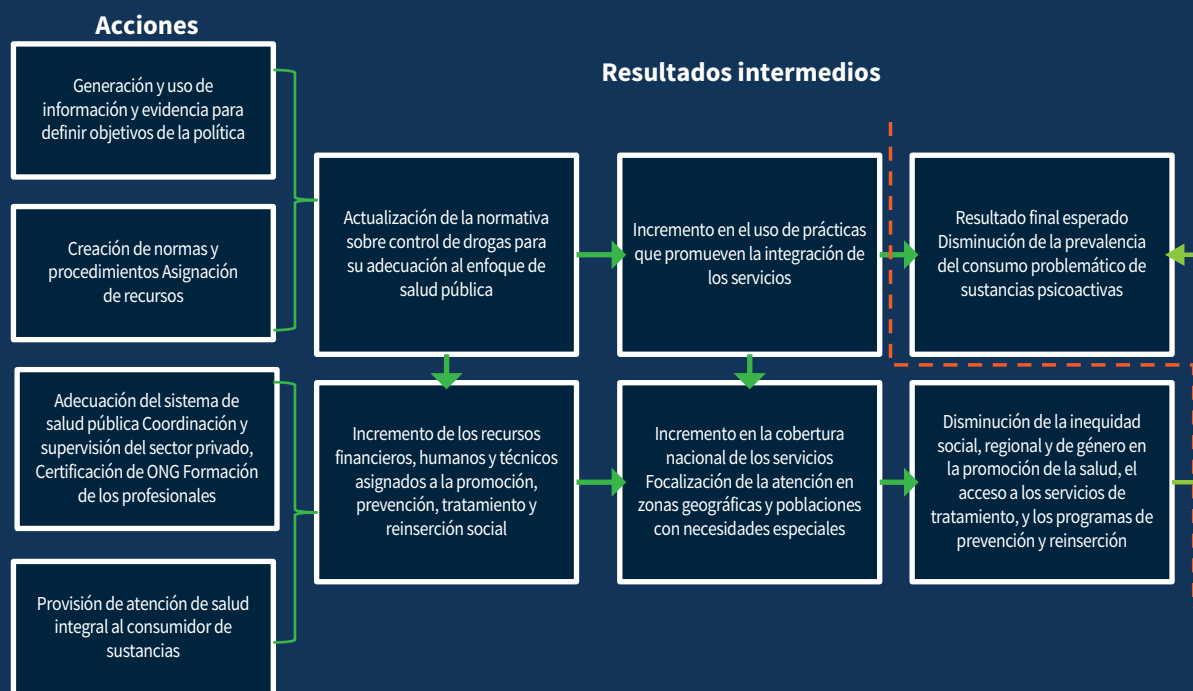 Acciones
Generación y uso de
información y evidencia para
definir objetivos de la política
Creación de normas y
procedimientos Asignación
de recursos
Adecuación del sistema de
salud pública Coordinación y
supervisión del sector privado,
Certificación de ONG Formación
de los profesionales
Provisión de atención de salud
integral al consumidor de
sustancias
Resultados intermedios
Actualización de la normativa
sobre control de drogas para
su adecuación al enfoque de
salud pública
Incremento en el uso de prácticas
que promueven la integración de
los servicios
Resultado final esperado
Disminución de la prevalencia
del consumo problemático de
sustancias psicoactivas
Incremento de los recursos
financieros, humanos y técnicos
asignados a la promoción,
prevención, tratamiento y
reinserción social
Incremento en la cobertura
nacional de los servicios
Focalización de la atención en
zonas geográficas y poblaciones
con necesidades especiales
Disminución de la inequidad
social, regional y de género en
la promoción de la salud, el
acceso a los servicios de
tratamiento, y los programas de
prevención y reinserción